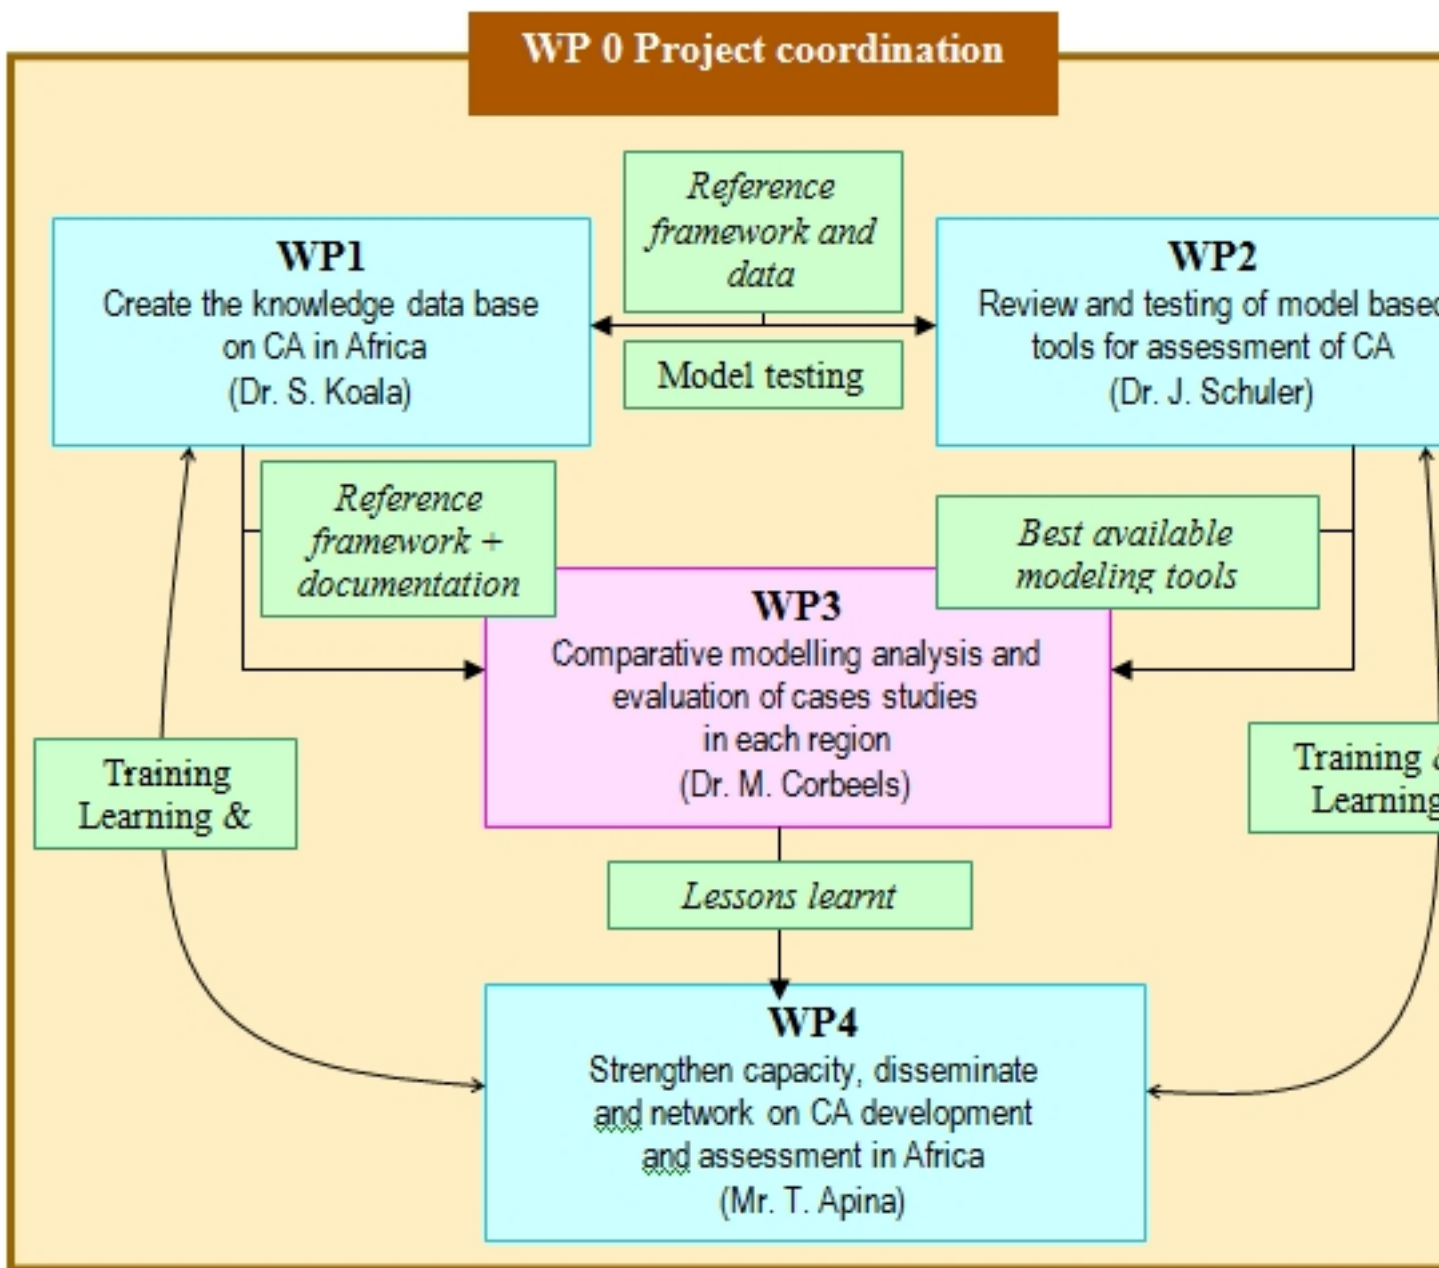 WP 0 Project coordination
Reference
framework and
data
WP1
Create the knowledge data base
on CA in Africa
(Dr. S. Koala)
Model testing
WP2
Review and testing of model based
tools for assessment of CA
(Dr. J. Schuler)
Reference
framework +
documentation
Best available
modeling tools
WP3
Comparative modelling analysis and
evaluation of cases studies
in each region
(Dr. M. Corbeels)
Training
Learning &
Training &
Learning
Lessons learnt
WP4
Strengthen capacity, disseminate
and network on CA development
and assessment in Africa
(Mr. T. Apina)